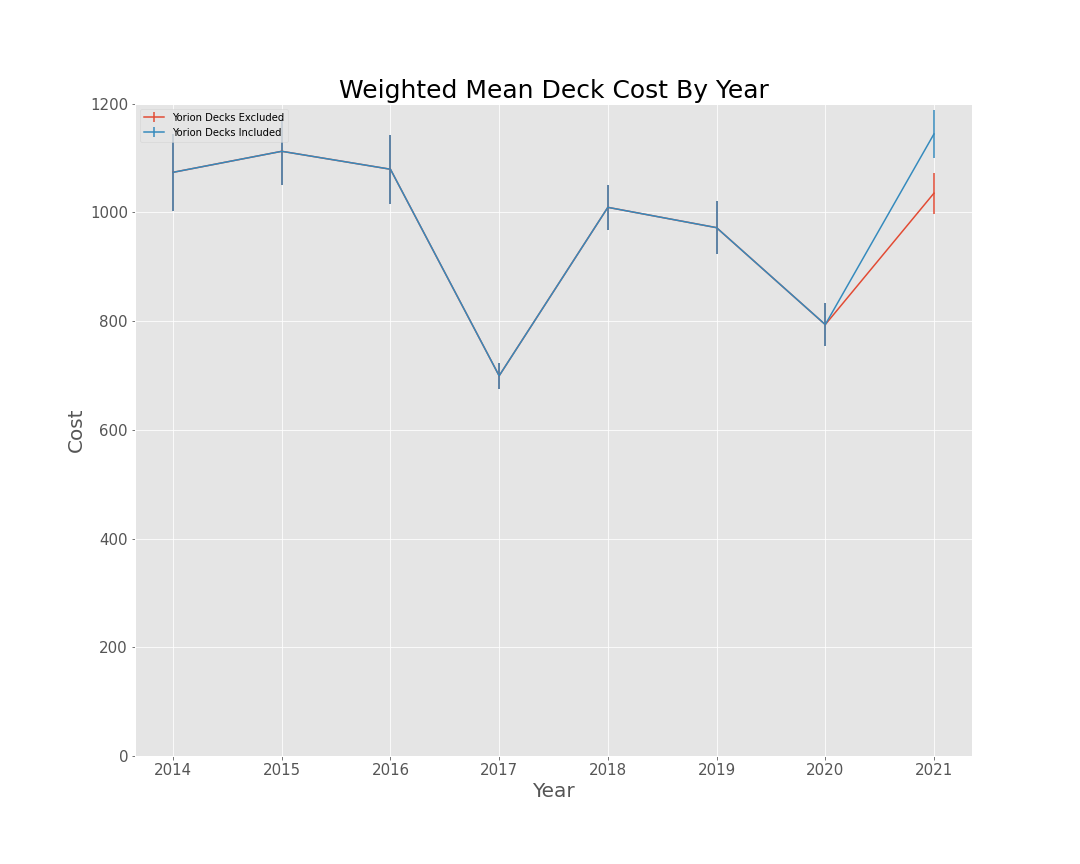 Weighted Mean Deck Cost By Year
Yorion Decks Excluded
Yorion Decks Included
1200
1000
800
600
400
200
0
Cost
2014 2015 2016 2017 2018 2019 2020 2021
Year